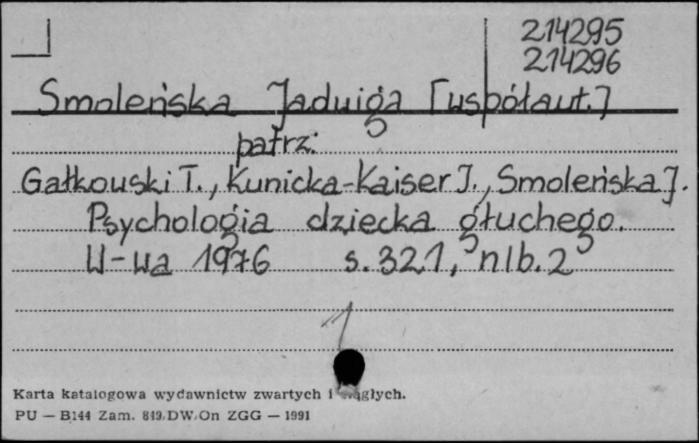 214295
214296
Smoleńska Jadwiga [współaut.]
patrz:
Gałkowski T., Kunicka-Kaiser J., Smoleńska J.
Psychologia dziecka głuchego.
W-wa 1976 s. 321, nlb. 2
1
Karta katalogowa wydawnictw zwartych i ciągłych.
PU — B144 Zam. 849/DW/On ZGG — 1991